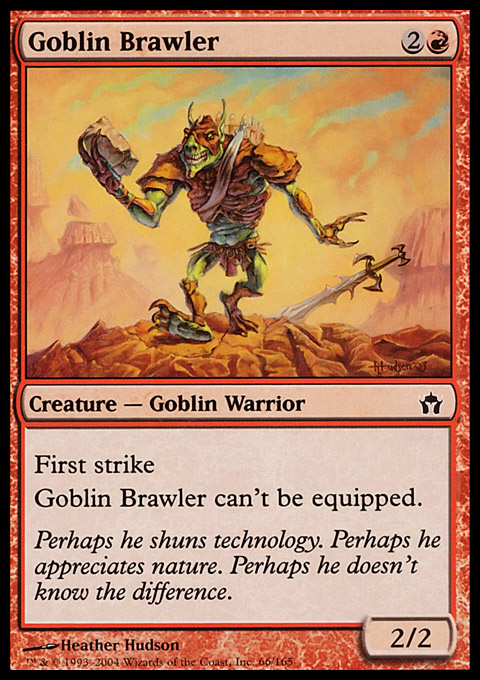 Goblin Brawler 2
Creature — Goblin Warrior
First strike
Goblin Brawler can't be equipped.
Perhaps he shuns technology. Perhaps he
appreciates nature. Perhaps he doesn't
know the difference.
2/2
Heather Hudson
™ & © 1993–2004 Wizards of the Coast, Inc. 66/165